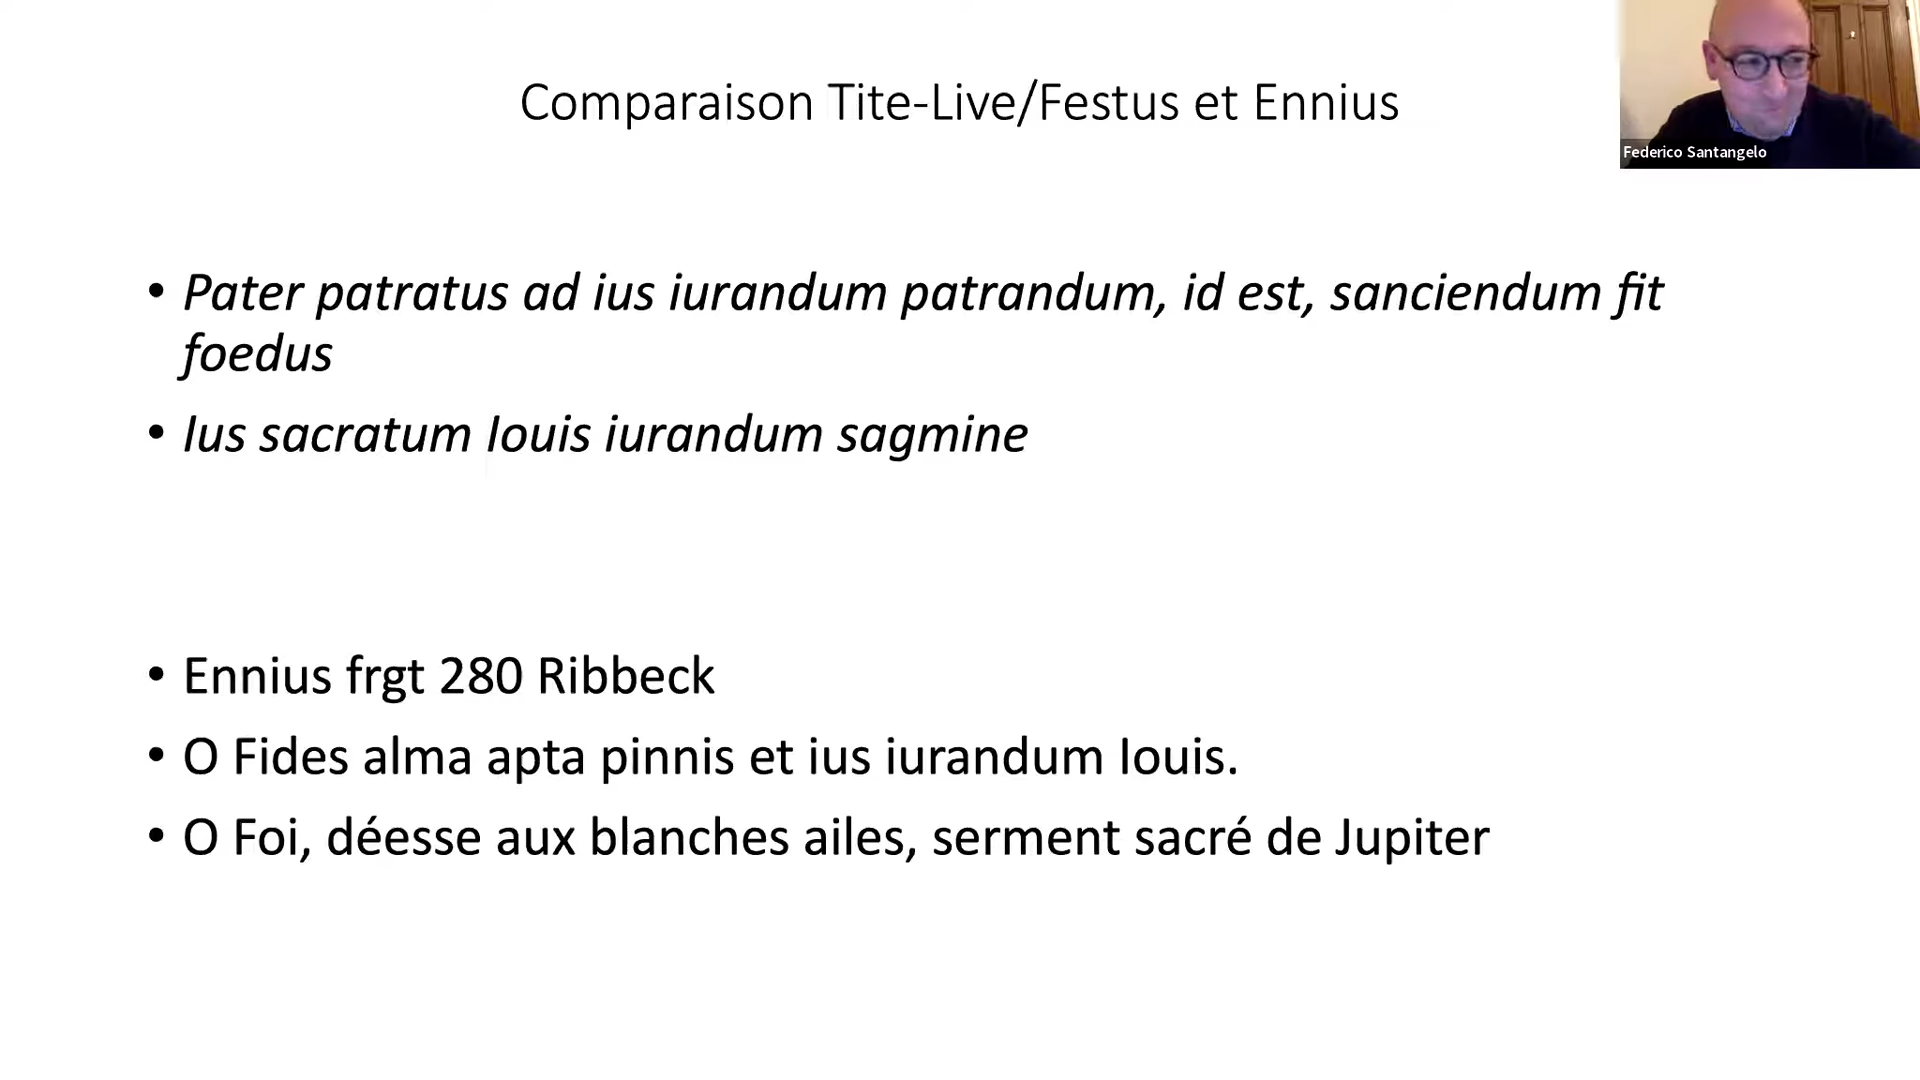 Comparaison Tite-Live/Festus et Ennius
Federico Santangelo
• Pater patratus ad ius iurandum patrandum, id est, sanciendum fit
foedus
• Ius sacratum Iouis iurandum sagmine
• Ennius frgt 280 Ribbeck
• O Fides alma apta pinnis et ius iurandum Iouis.
• O Foi, déesse aux blanches ailes, serment sacré de Jupiter